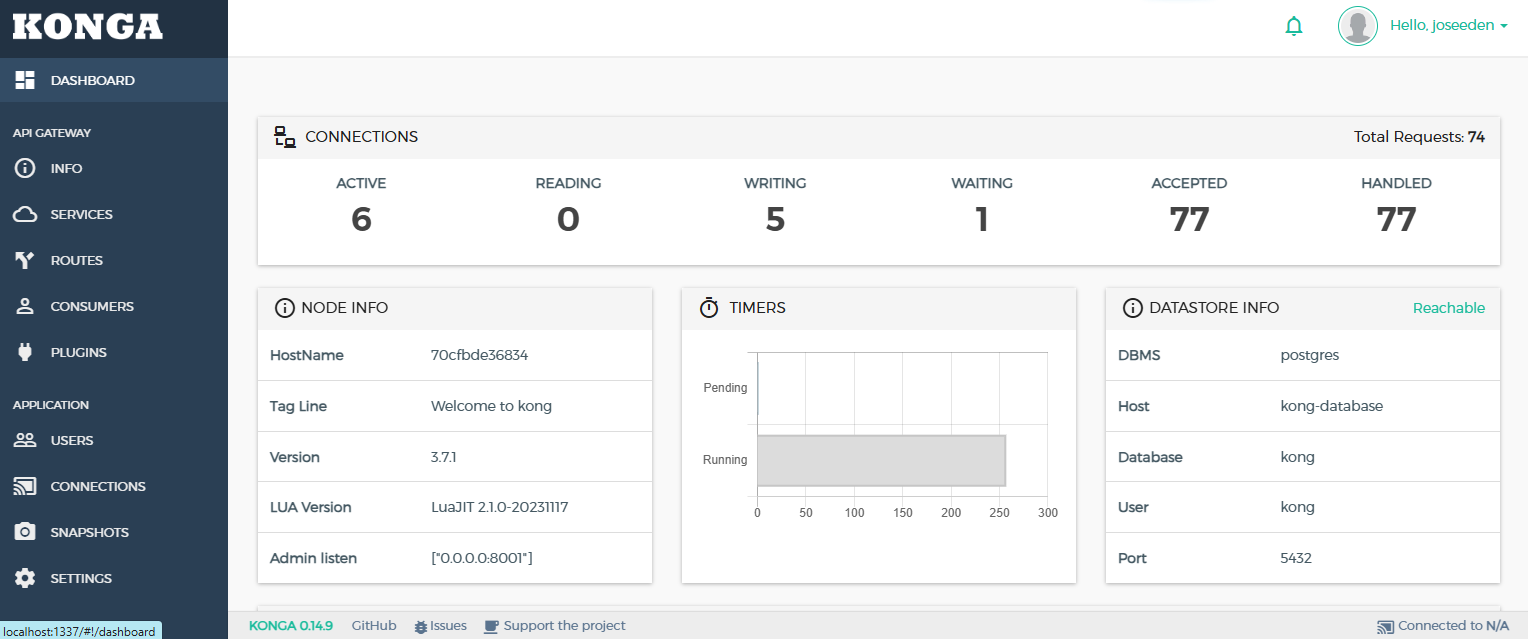 KONGA
Hello, joseeden
DASHBOARD
API GATEWAY
INFO
SERVICES
ROUTES
CONSUMERS
PLUGINS
APPLICATION
USERS
CONNECTIONS
SNAPSHOTS
SETTINGS
localhost:1337/#!/dashboard
CONNECTIONS Total Requests: 74
ACTIVE READING WRITING WAITING ACCEPTED HANDLED
6 0 5 1 77 77
NODE INFO
HostName 70cfbde36834
Tag Line Welcome to kong
Version 3.7.1
LUA Version LuaJIT 2.1.0-20231117
Admin listen ["0.0.0.0:8001"]
TIMERS
Pending
Running
0 50 100 150 200 250 300
DATASTORE INFO Reachable
DBMS postgres
Host kong-database
Database kong
User kong
Port 5432
KONGA 0.14.9 GitHub Issues Support the project Connected to N/A